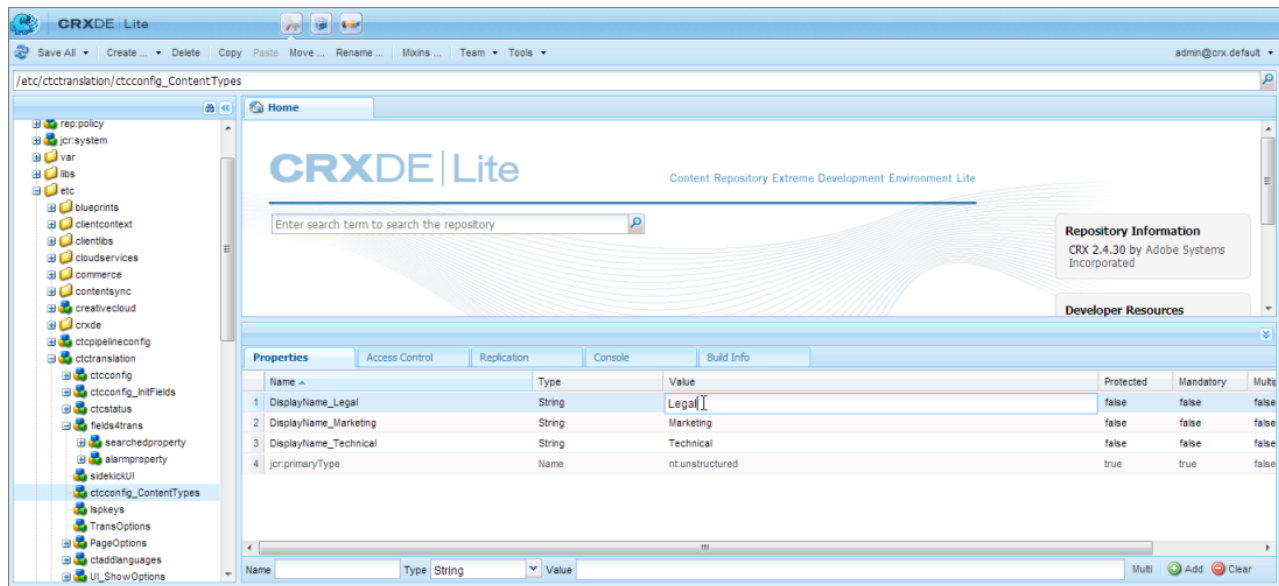 CRXDE | Lite
Save All Create ... Delete Copy Paste Move ... Rename ... Mixins ... Team Tools admin@crx.default
/etc/ctctranslation/ctcconfig_ContentTypes
Home
rep:policy
jcr:system
var
libs
etc
blueprints
clientcontext
clientlibs
cloudservices
commerce
contentsync
creativecloud
crxde
ctcpipelineconfig
ctctranslation
ctcconfig
ctcconfig_InitFields
ctcstatus
fields4trans
searchedproperty
alarmproperty
sidekickUI
ctcconfig_ContentTypes
lspkeys
TransOptions
PageOptions
ctaddlanguages
UI_ShowOptions
CRXDE | Lite
Content Repository Extreme Development Environment Lite
Enter search term to search the repository
Repository Information
CRX 2.4.30 by Adobe Systems
Incorporated
Developer Resources
Properties Access Control Replication Console Build Info
Name Type Value Protected Mandatory Multip
1 DisplayName_Legal String Legal false false false
2 DisplayName_Marketing String Marketing false false false
3 DisplayName_Technical String Technical false false false
4 jcr:primaryType Name nt:unstructured true true false
Name Type String Value Multi Add Clear